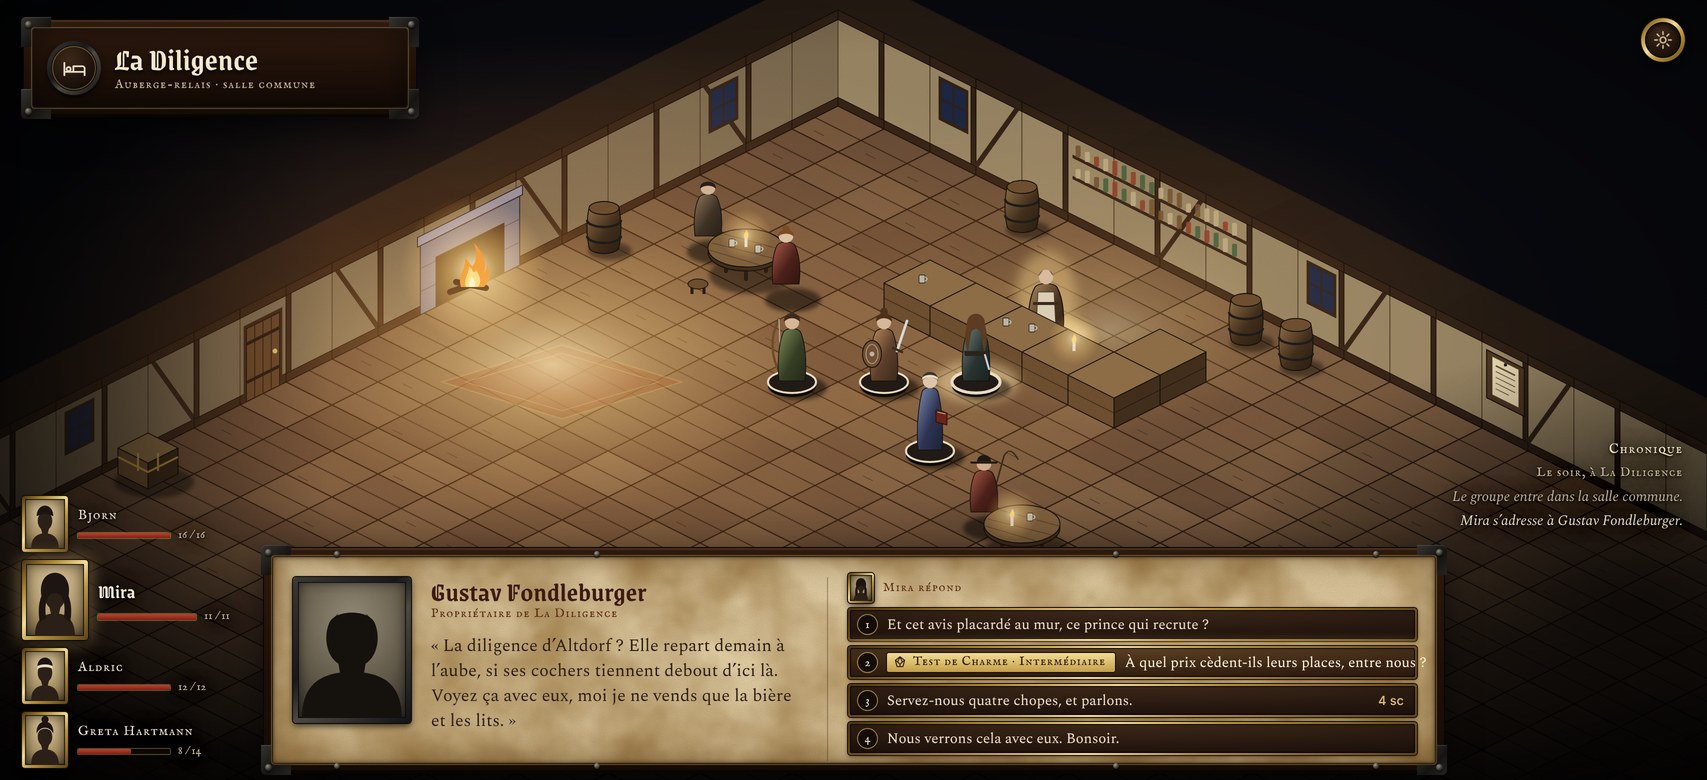 La Diligence
Auberge-relais · salle commune
Chronique
Le soir, à La Diligence
Le groupe entre dans la salle commune.
Mira s'adresse à Gustav Fondleburger.
Bjorn
16/16
Mira
11/11
Aldric
12/12
Greta Hartmann
8/14
Gustav Fondleburger
Propriétaire de La Diligence
« La diligence d'Altdorf ? Elle repart demain à
l'aube, si ses cochers tiennent debout d'ici là.
Voyez ça avec eux, moi je ne vends que la bière
et les lits. »
Mira répond
1 Et cet avis placardé au mur, ce prince qui recrute ?
2 Test de Charme · Intermédiaire À quel prix cèdent-ils leurs places, entre nous ?
3 Servez-nous quatre chopes, et parlons. 4 sc
4 Nous verrons cela avec eux. Bonsoir.